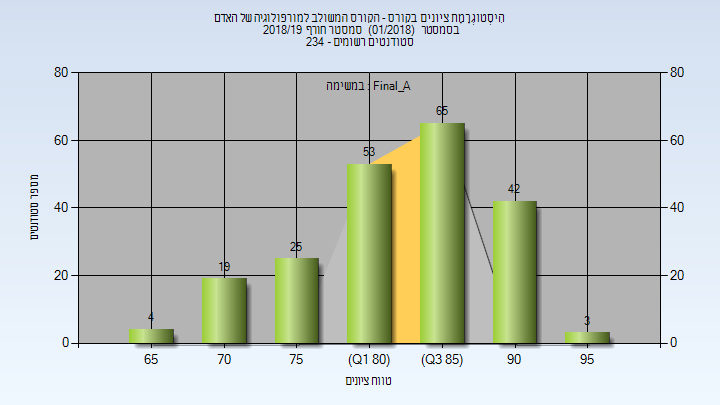 הִיסְטוֹגְרָמַת ציונים בקורס - הקורס המשולב למורפולוגיה של האדם
בסמסטר (01/2018) סמסטר חורף 2018/19
סטודנטים רשומים - 234
במשימה : Final_A
80 80
60 60
40 40
20 20
0 0
מספר סטודנטים
4 19 25 53 65 42 3
65 70 75 (Q1 80) (Q3 85) 90 95
טווח ציונים